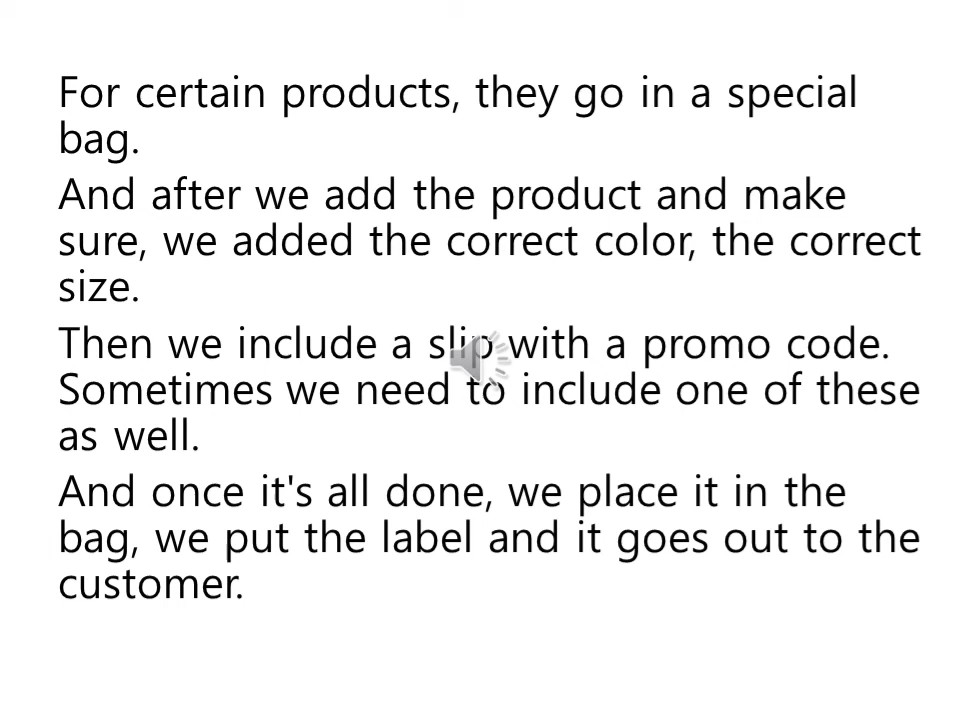 For certain products, they go in a special
bag.
And after we add the product and make
sure, we added the correct color, the correct
size.
Then we include a slip with a promo code.
Sometimes we need to include one of these
as well.
And once it's all done, we place it in the
bag, we put the label and it goes out to the
customer.